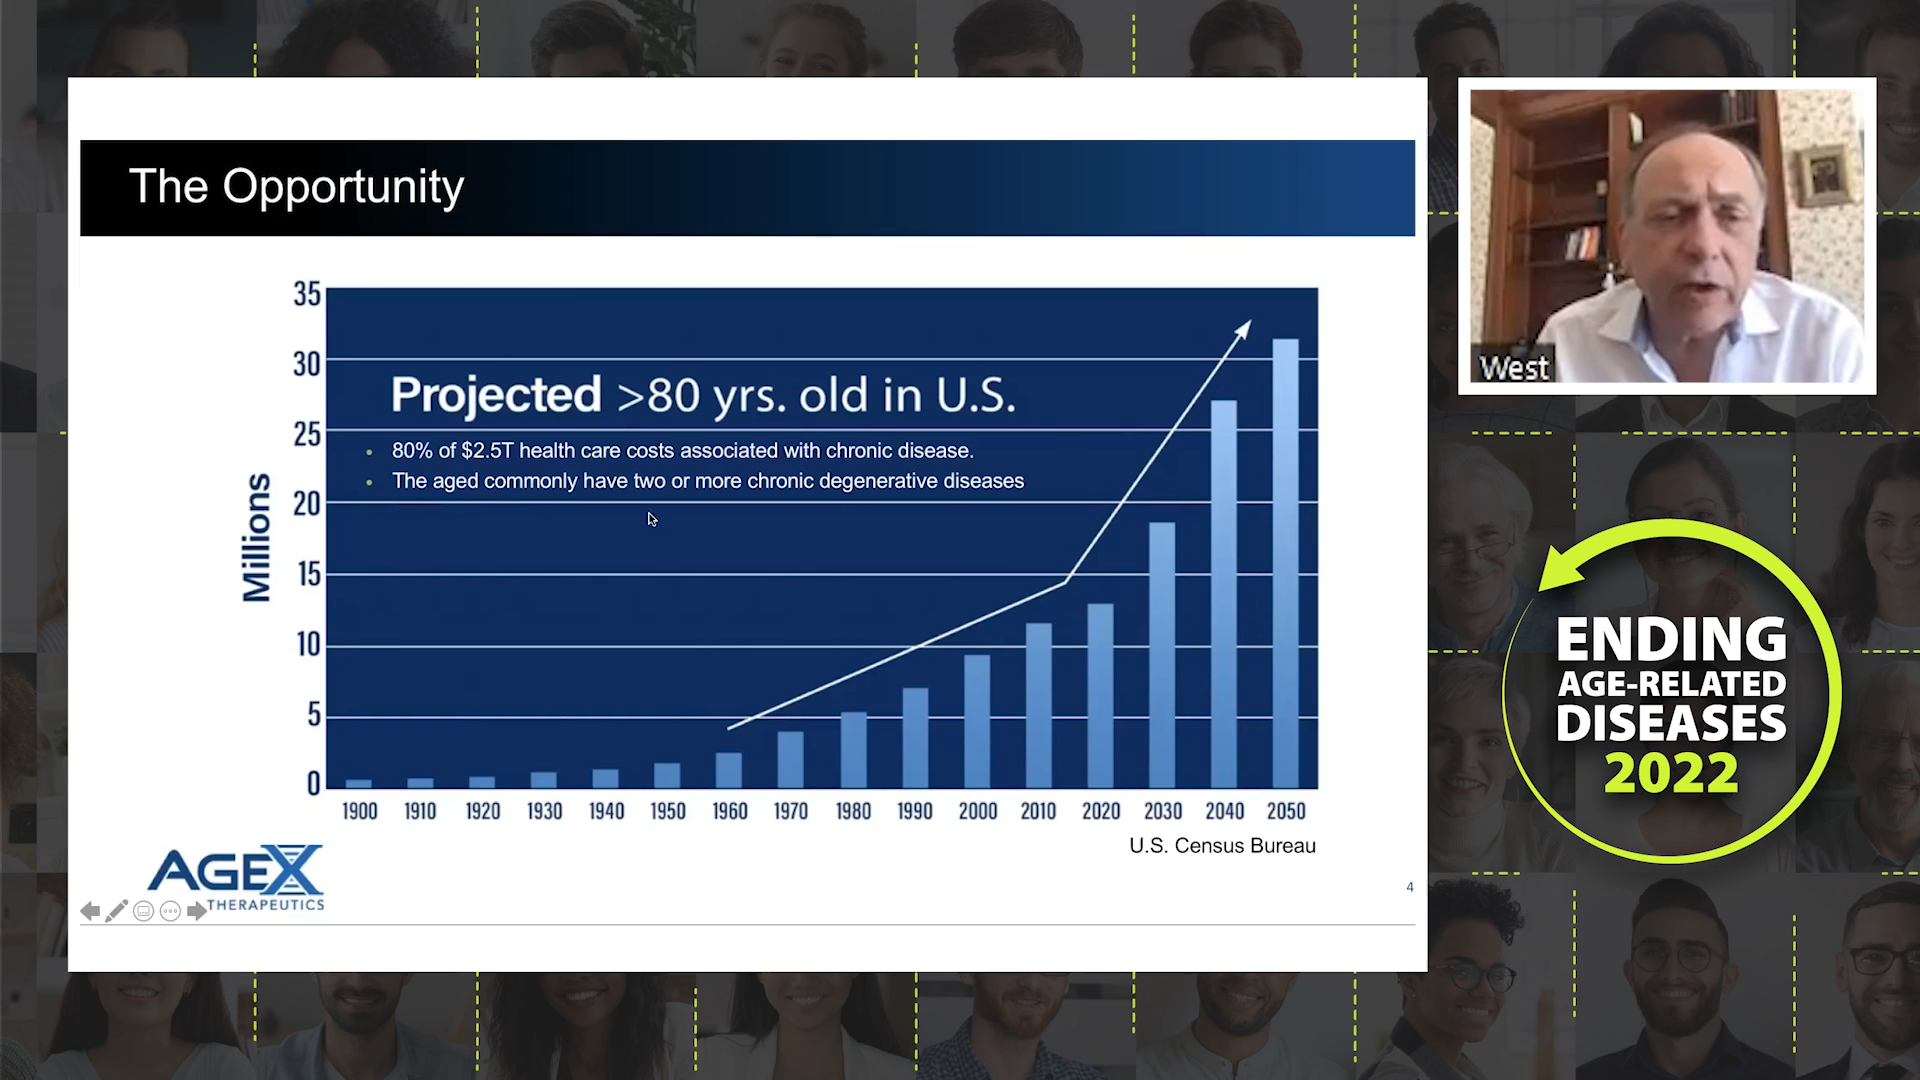 The Opportunity
35
30
25
20
15
10
5
0
Millions
Projected >80 yrs. old in U.S.
• 80% of $2.5T health care costs associated with chronic disease.
• The aged commonly have two or more chronic degenerative diseases
1900 1910 1920 1930 1940 1950 1960 1970 1980 1990 2000 2010 2020 2030 2040 2050
U.S. Census Bureau
AGEX
THERAPEUTICS
4
West
ENDING
AGE-RELATED
DISEASES
2022